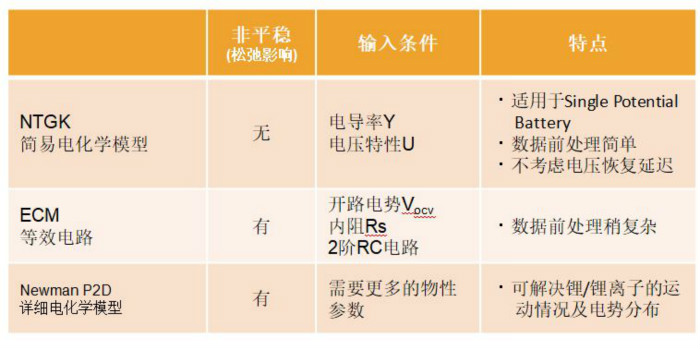 非平稳
(松弛影响)
输入条件
特点
NTGK
简易电化学模型
无
电导率Y
电压特性U
· 适用于Single Potential
Battery
· 数据前处理简单
· 不考虑电压恢复延迟
ECM
等效电路
有
开路电势Vocv
内阻Rs
2阶RC电路
· 数据前处理稍复杂
Newman P2D
详细电化学模型
有
需要更多的物性
参数
· 可解决锂/锂离子的运
动情况及电势分布